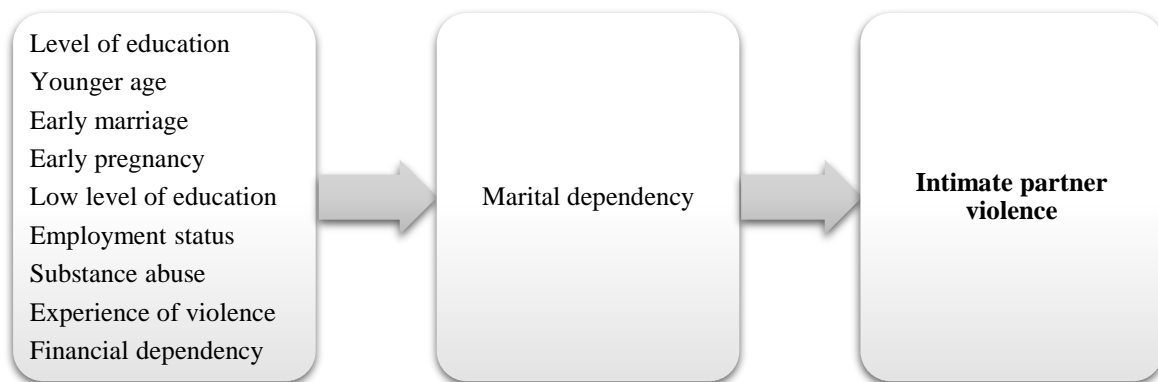 Level of education
Younger age
Early marriage
Early pregnancy
Low level of education
Employment status
Substance abuse
Experience of violence
Financial dependency
Marital dependency
Intimate partner
violence